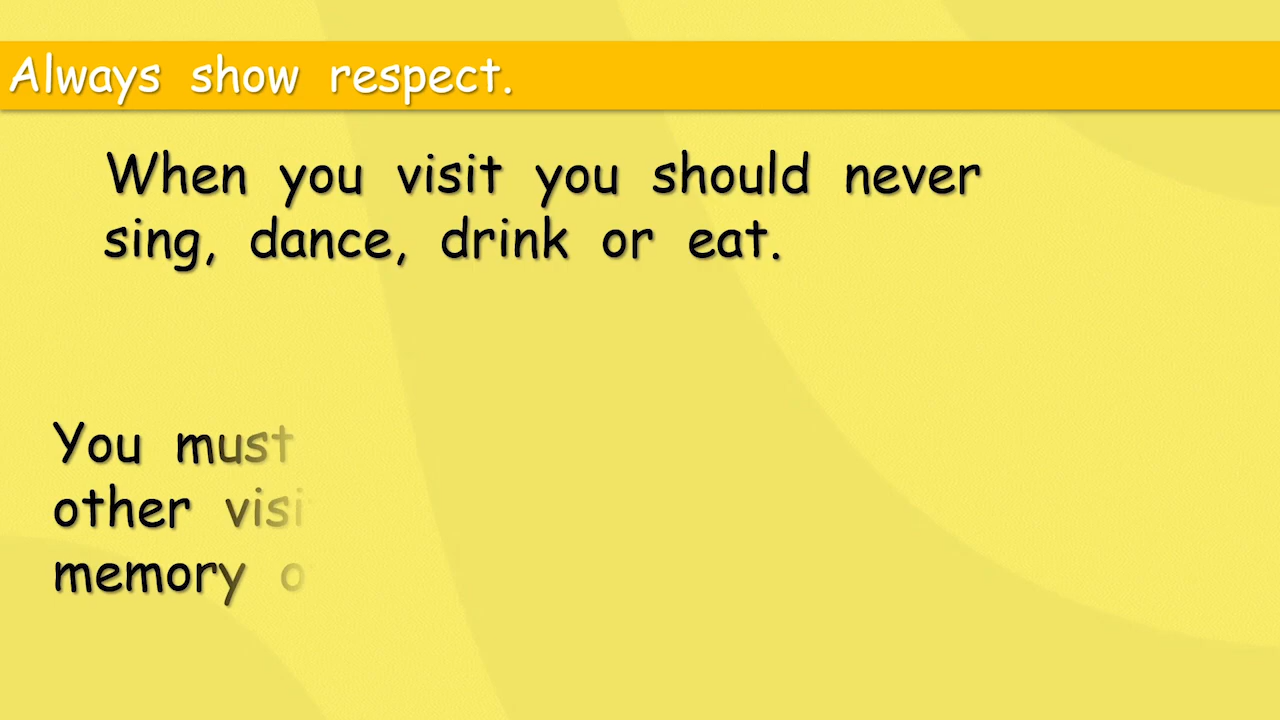 Always show respect.
When you visit you should never
sing, dance, drink or eat.
You must
other
memory